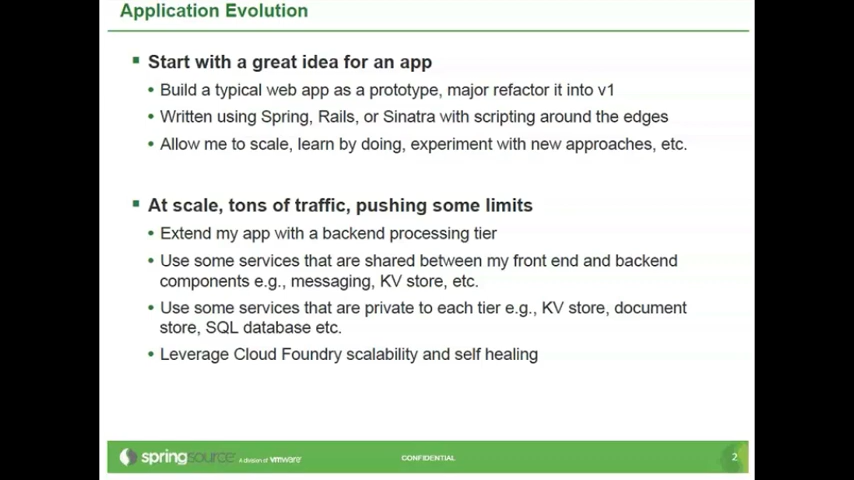 Application Evolution
Start with a great idea for an app
Build a typical web app as a prototype, major refactor it into v1
Written using Spring, Rails, or Sinatra with scripting around the edges
Allow me to scale, learn by doing, experiment with new approaches, etc.
At scale, tons of traffic, pushing some limits
Extend my app with a backend processing tier
Use some services that are shared between my front end and backend
components e.g., messaging, KV store, etc.
Use some services that are private to each tier e.g., KV store, document
store, SQL database etc.
Leverage Cloud Foundry scalability and self healing
springsource A division of vmware CONFIDENTIAL 2